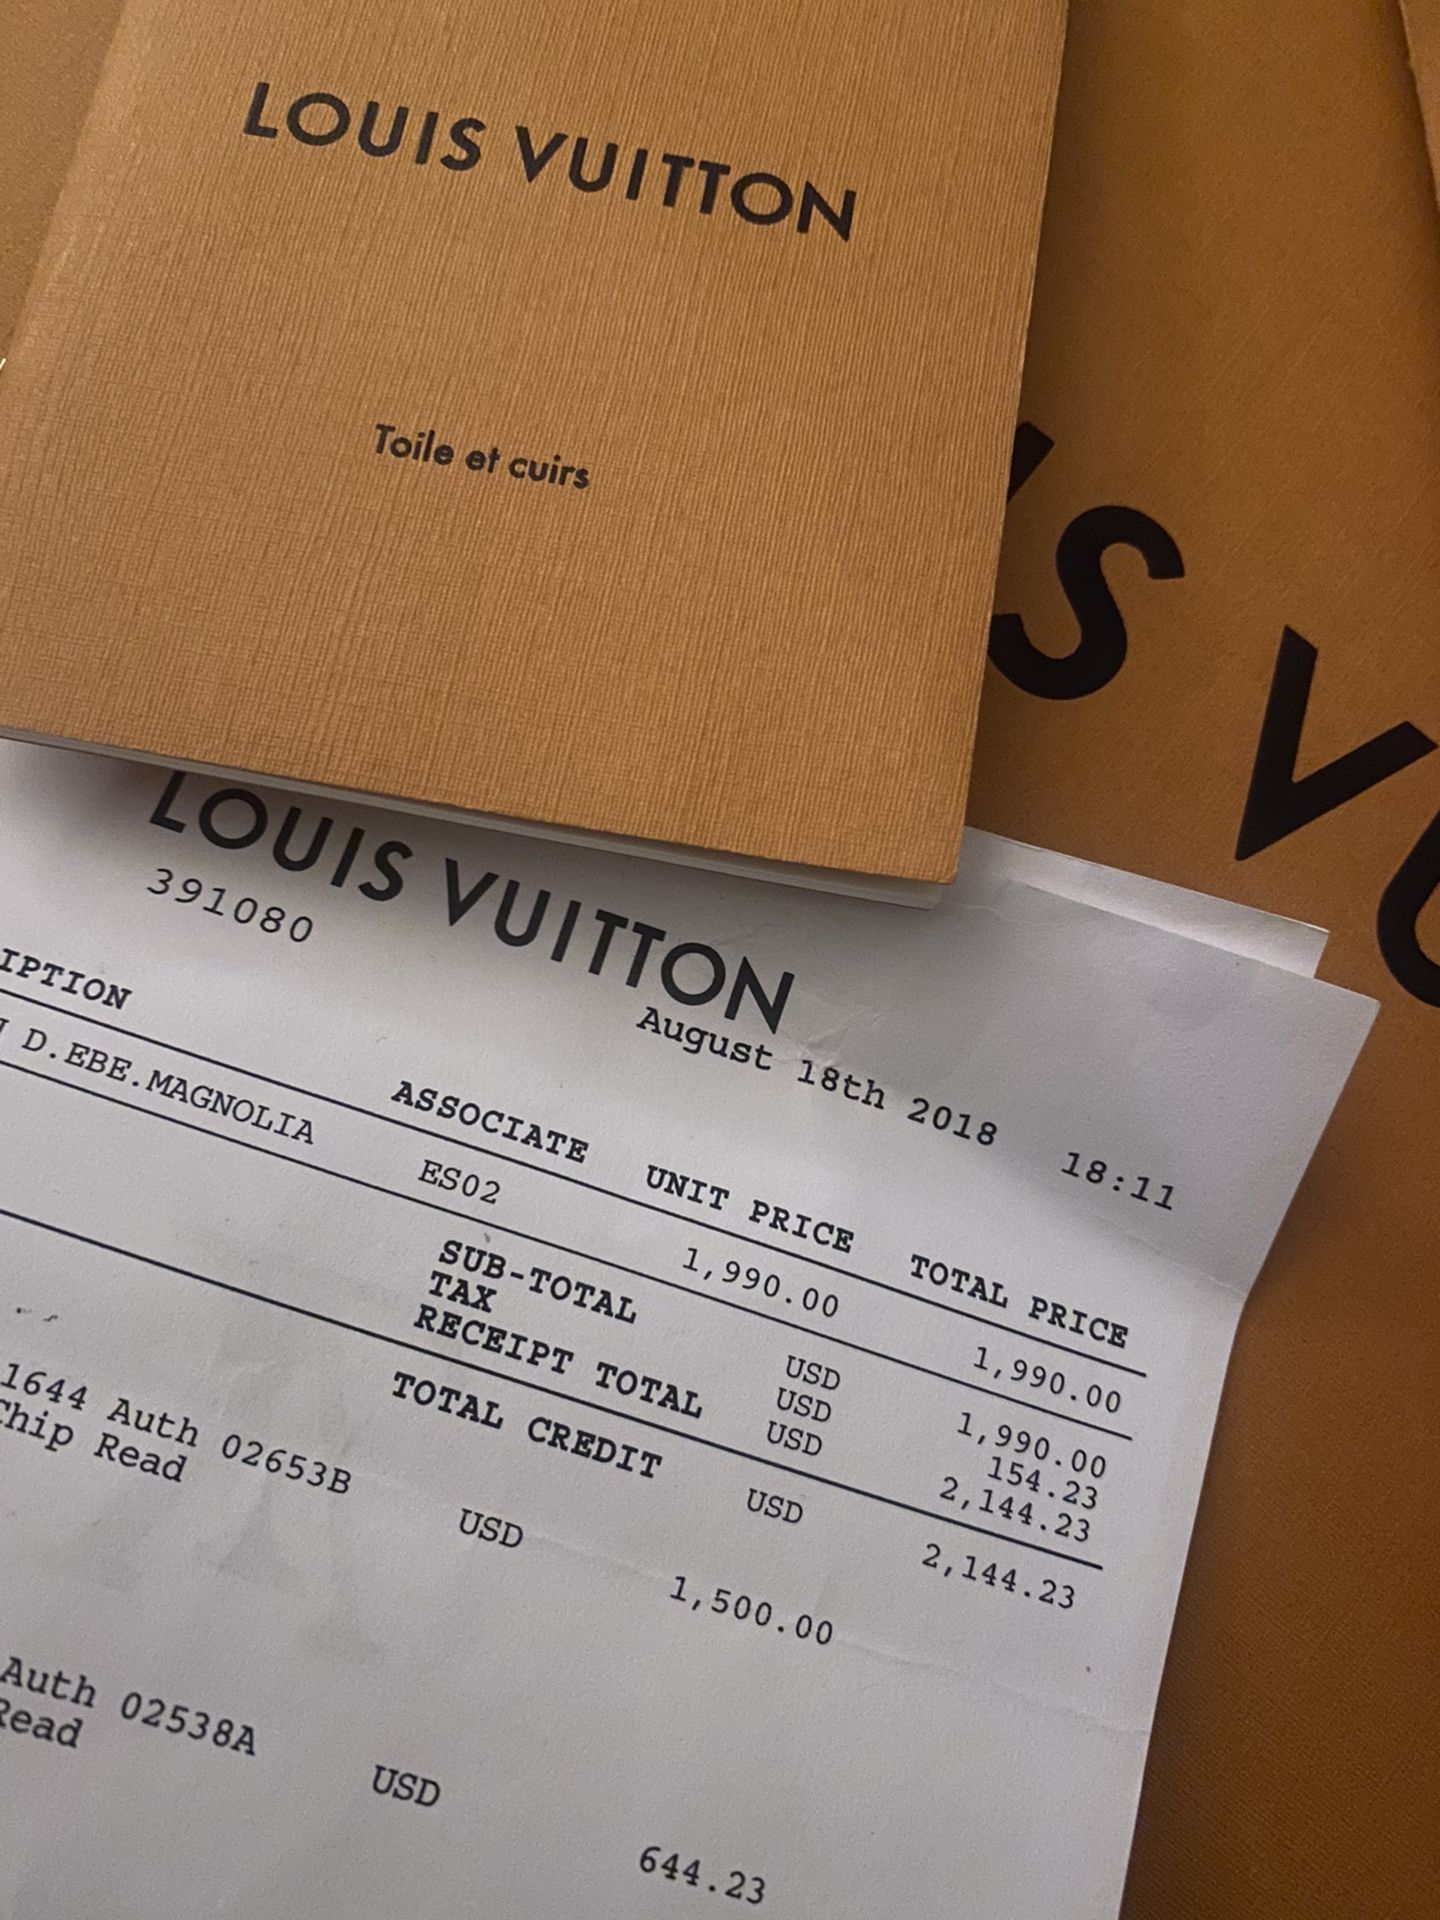 LOUIS VUITTON
Toile et cuirs
S VU
LOUIS VUITTON
391080
August 18th 2018 18:11
IPTION ASSOCIATE UNIT PRICE TOTAL PRICE
D.EBE.MAGNOLIA ES02 1,990.00 1,990.00
SUB-TOTAL USD 1,990.00
TAX USD 154.23
RECEIPT TOTAL USD 2,144.23
TOTAL CREDIT USD 2,144.23
1644 Auth 02653B USD 1,500.00
Chip Read
Auth 02538A USD 644.23
Read